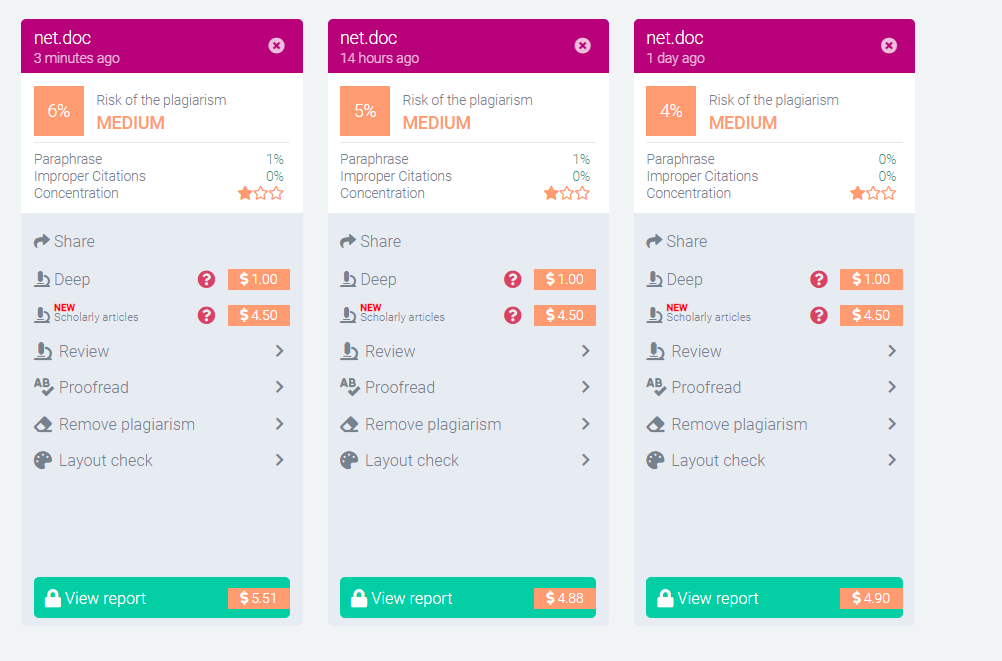 net.doc
3 minutes ago
6%
Risk of the plagiarism
MEDIUM
Paraphrase 1%
Improper Citations 0%
Concentration
Share
Deep ? $ 1.00
NEW
Scholarly articles ? $ 4.50
Review
AB Proofread
Remove plagiarism
Layout check
View report $ 5.51
net.doc
14 hours ago
5%
Risk of the plagiarism
MEDIUM
Paraphrase 1%
Improper Citations 0%
Concentration
Share
Deep ? $ 1.00
NEW
Scholarly articles ? $ 4.50
Review
AB Proofread
Remove plagiarism
Layout check
View report $ 4.88
net.doc
1 day ago
4%
Risk of the plagiarism
MEDIUM
Paraphrase 0%
Improper Citations 0%
Concentration
Share
Deep ? $ 1.00
NEW
Scholarly articles ? $ 4.50
Review
AB Proofread
Remove plagiarism
Layout check
View report $ 4.90